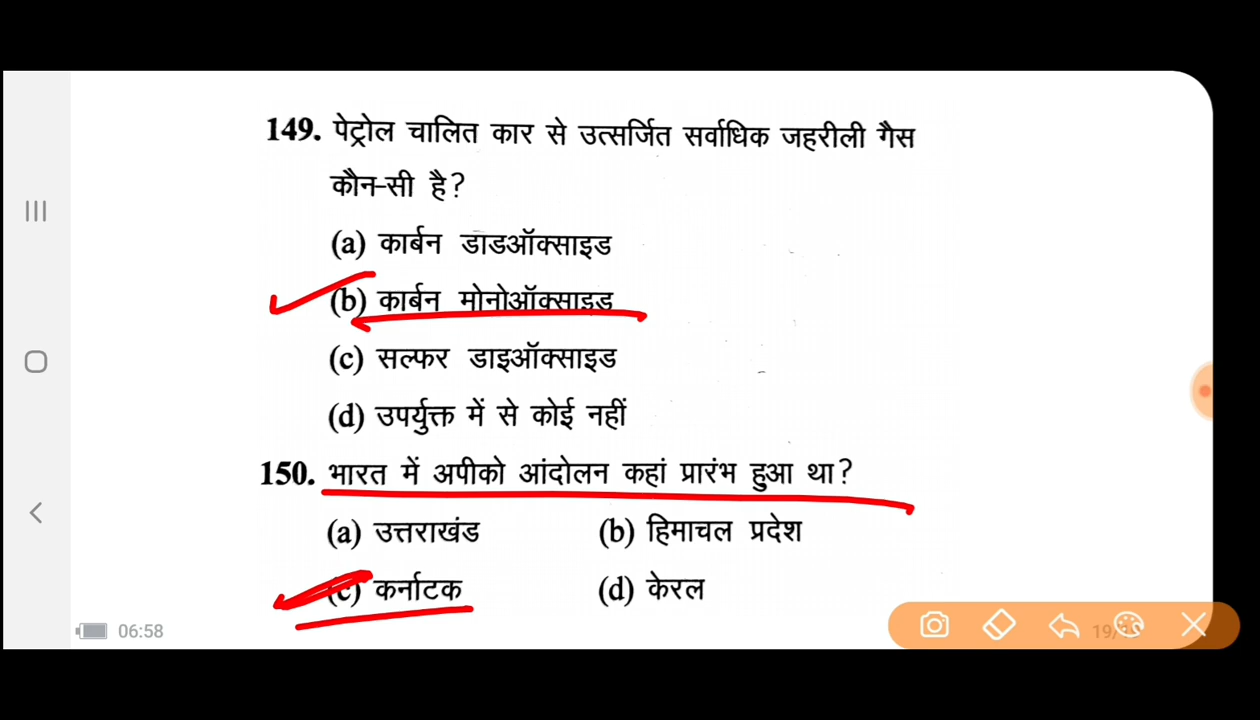 149. पेट्रोल चालित कार से उत्सर्जित सर्वाधिक जहरीली गैस
कौन-सी है?
(a) कार्बन डाडऑक्साइड
(b) कार्बन मोनोऑक्साइड
(c) सल्फर डाइऑक्साइड
(d) उपर्युक्त में से कोई नहीं
150. भारत में अपीको आंदोलन कहां प्रारंभ हुआ था?
(a) उत्तराखंड (b) हिमाचल प्रदेश
(c) कर्नाटक (d) केरल
06:58